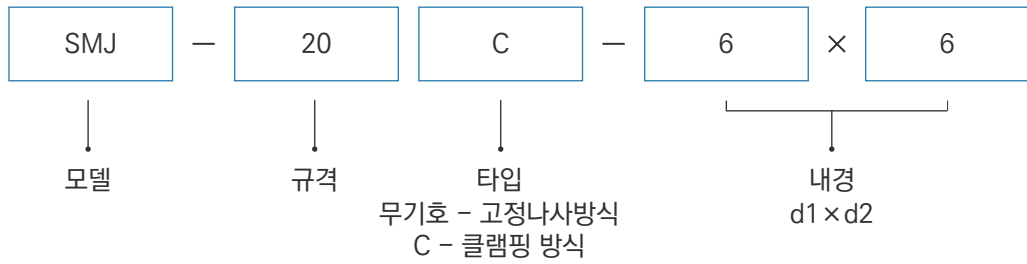 SMJ – 20 C – 6 × 6
모델 규격 타입 내경
무기호 – 고정나사방식 d1×d2
C – 클램핑 방식